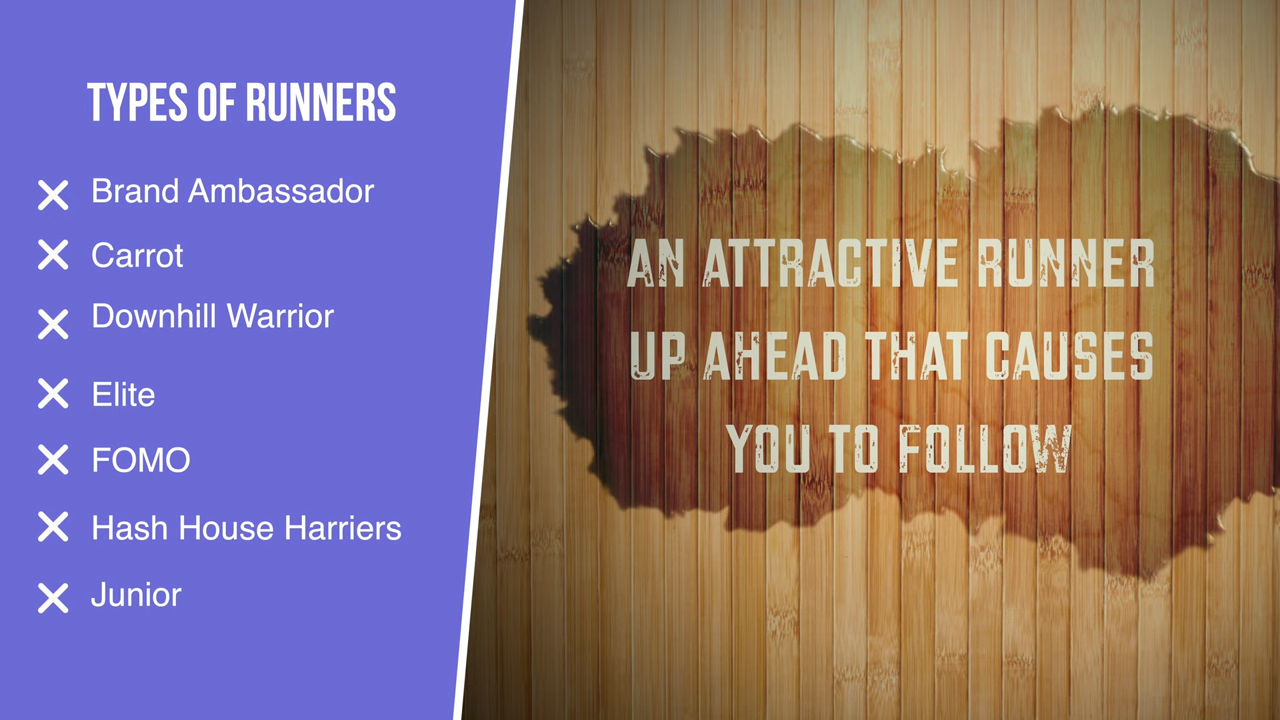 TYPES OF RUNNERS
Brand Ambassador
Carrot
Downhill Warrior
Elite
FOMO
Hash House Harriers
Junior
AN ATTRACTIVE RUNNER
UP AHEAD THAT CAUSES
YOU TO FOLLOW